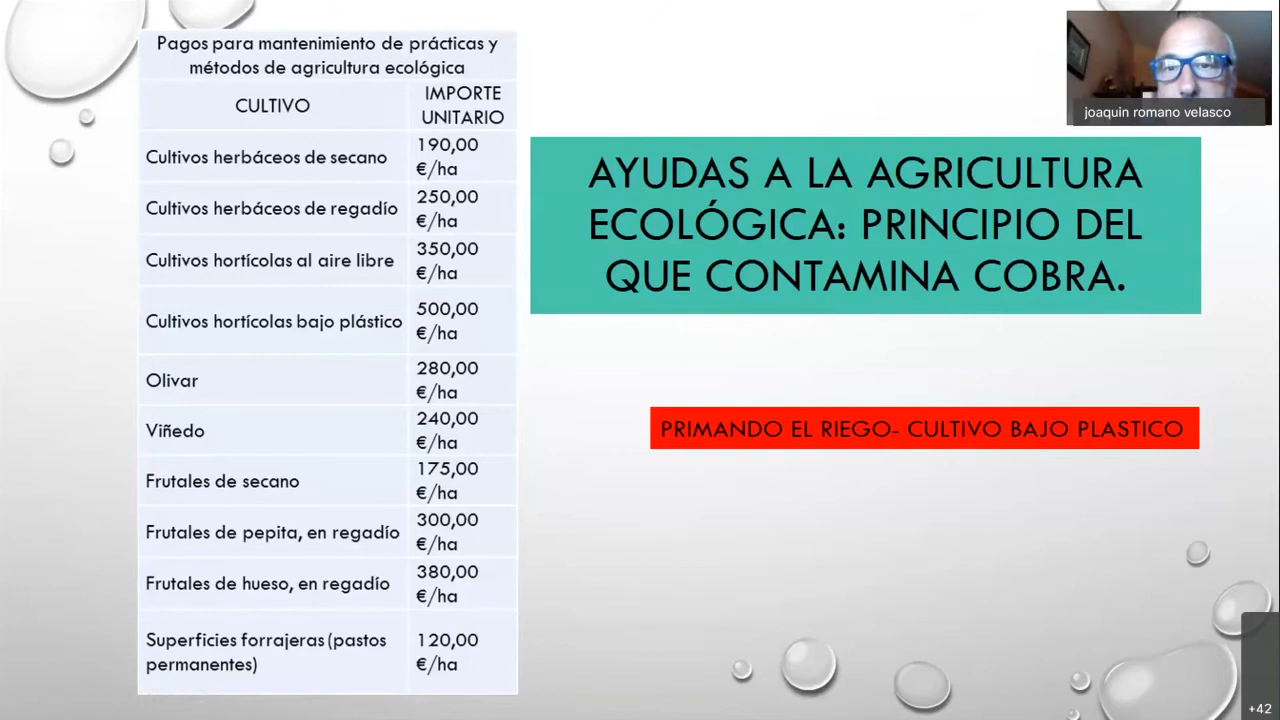 Pagos para mantenimiento de prácticas y
métodos de agricultura ecológica
CULTIVO
IMPORTE
UNITARIO
Cultivos herbáceos de secano
190,00
€/ha
Cultivos herbáceos de regadío
250,00
€/ha
Cultivos hortícolas al aire libre
350,00
€/ha
Cultivos hortícolas bajo plástico
500,00
€/ha
Olivar
280,00
€/ha
Viñedo
240,00
€/ha
Frutales de secano
175,00
€/ha
Frutales de pepita, en regadío
300,00
€/ha
Frutales de hueso, en regadío
380,00
€/ha
Superficies forrajeras (pastos
permanentes)
120,00
€/ha
joaquin romano velasco
AYUDAS A LA AGRICULTURA
ECOLÓGICA: PRINCIPIO DEL
QUE CONTAMINA COBRA.
PRIMANDO EL RIEGO- CULTIVO BAJO PLASTICO
+42